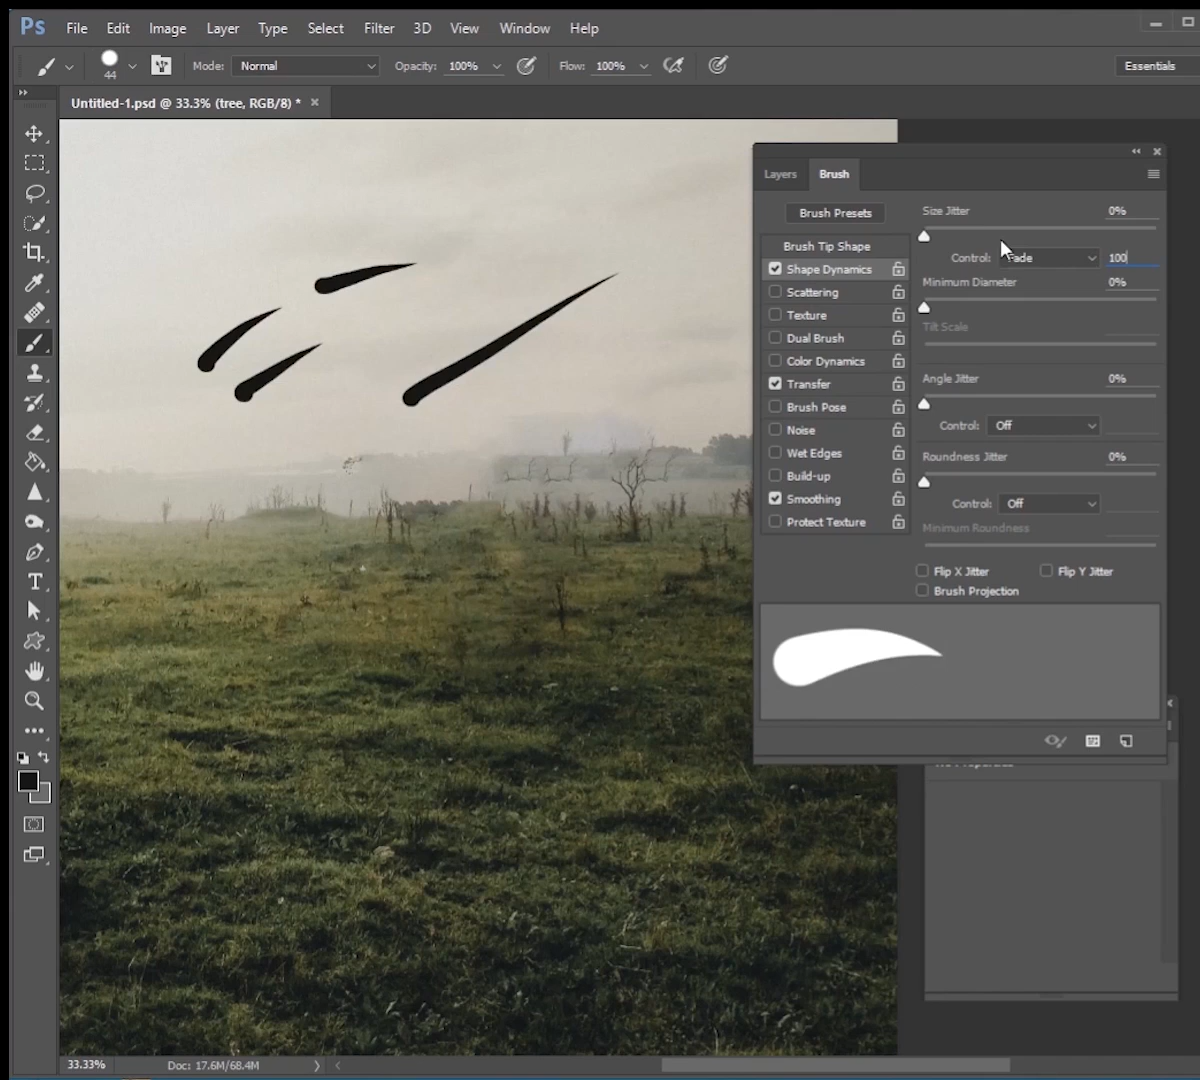 Ps File Edit Image Layer Type Select Filter 3D View Window Help
44 Mode: Normal Opacity: 100% Flow: 100% Essentials
Untitled-1.psd @ 33.3% (tree, RGB/8) *
Layers Brush
Brush Presets
Brush Tip Shape
Shape Dynamics
Scattering
Texture
Dual Brush
Color Dynamics
Transfer
Brush Pose
Noise
Wet Edges
Build-up
Smoothing
Protect Texture
Size Jitter 0%
Control: Fade 100
Minimum Diameter 0%
Tilt Scale
Angle Jitter 0%
Control: Off
Roundness Jitter 0%
Control: Off
Minimum Roundness
Flip X Jitter Flip Y Jitter
Brush Projection
Properties
33.33% Doc: 17.6M/68.4M